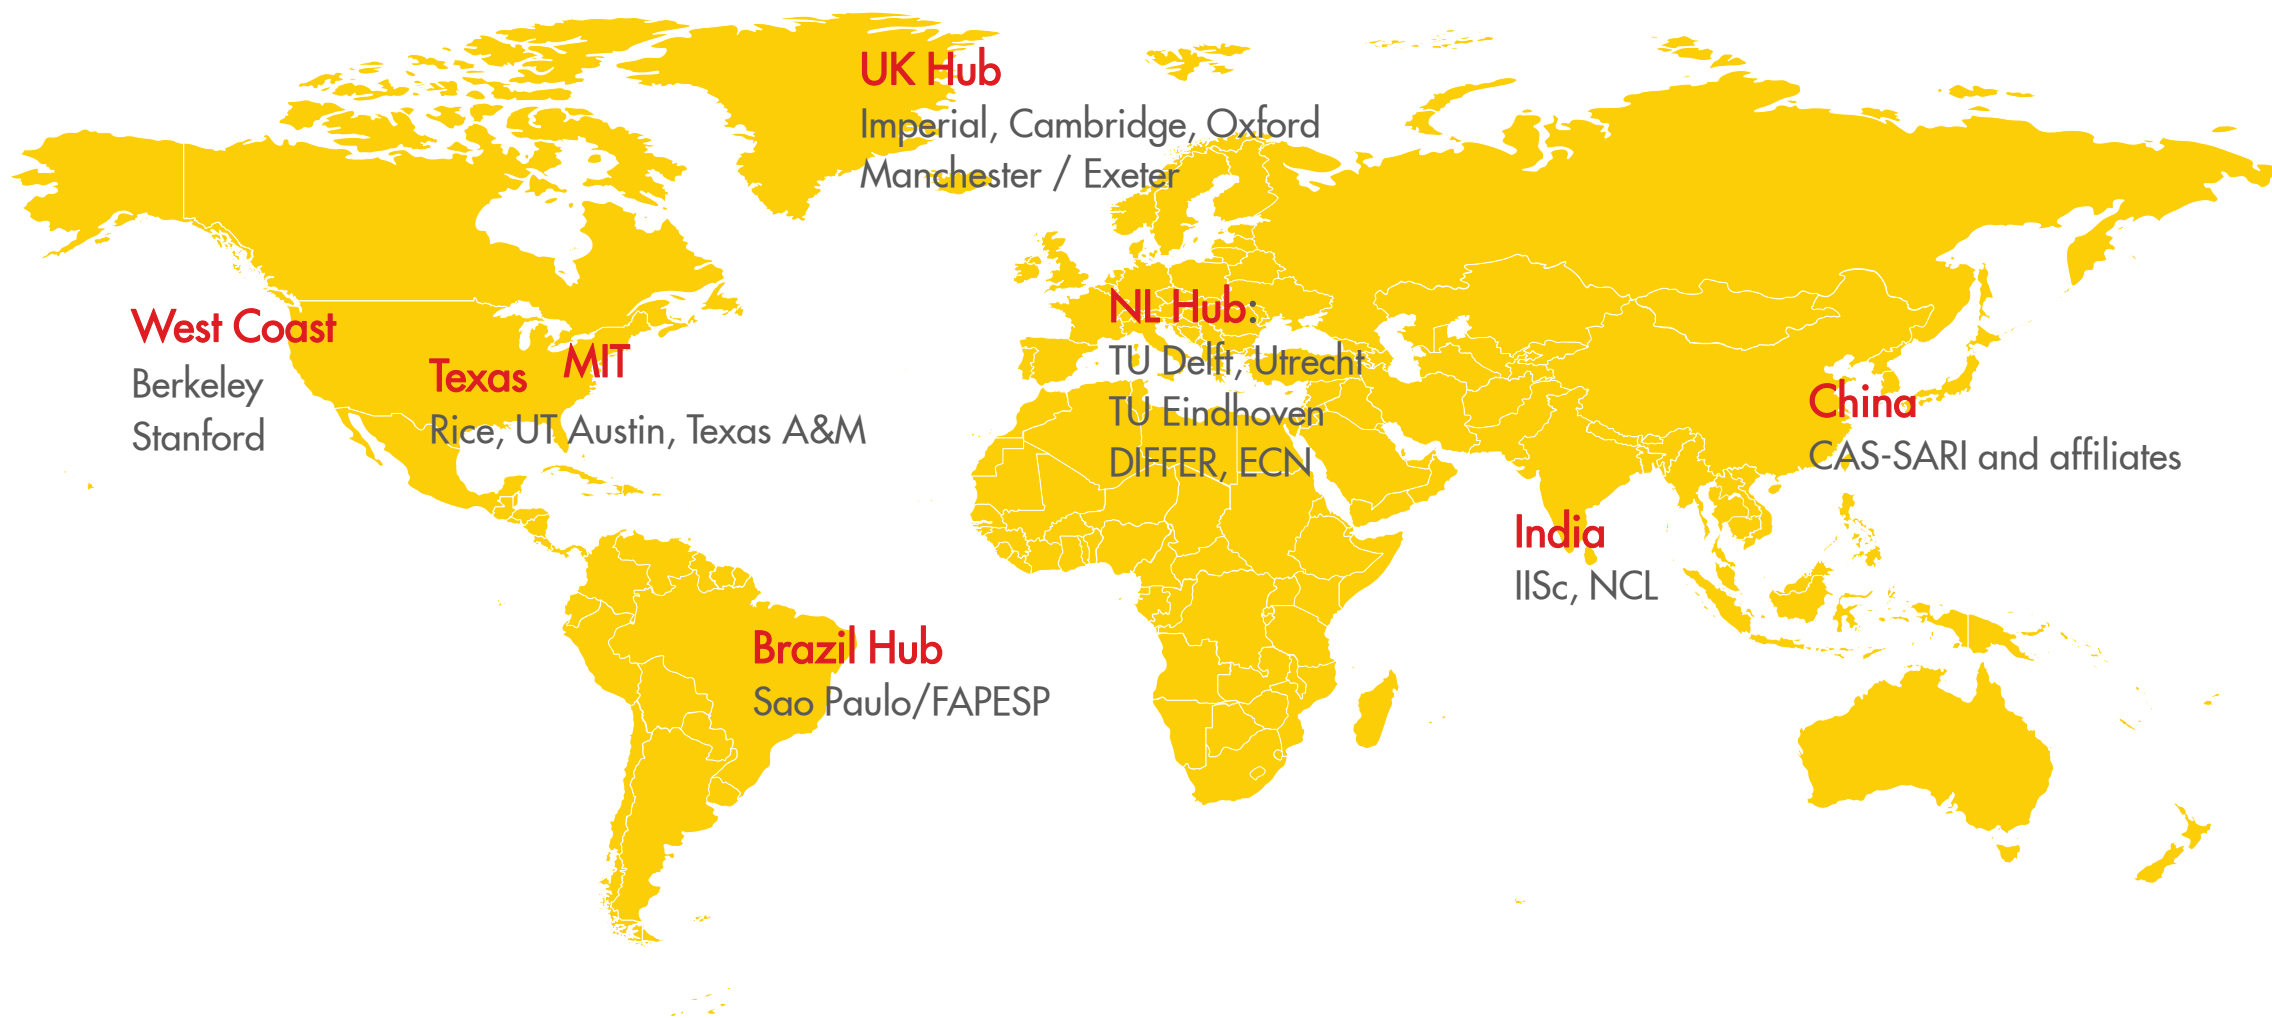 UK Hub
Imperial, Cambridge, Oxford
Manchester / Exeter
West Coast
Berkeley
Stanford
Texas
Rice, UT Austin, Texas A&M
MIT
NL Hub:
TU Delft, Utrecht
TU Eindhoven
DIFFER, ECN
China
CAS-SARI and affiliates
India
IISc, NCL
Brazil Hub
Sao Paulo/FAPESP